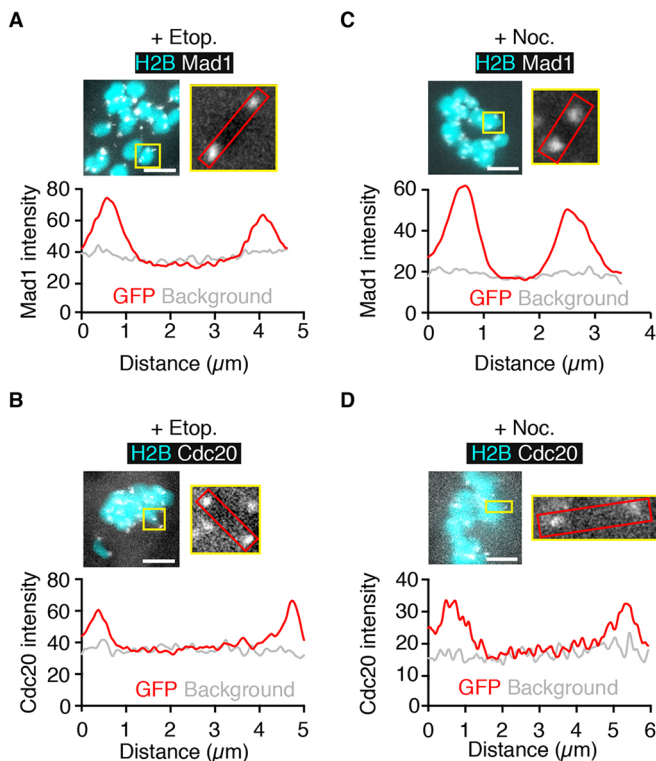 A
+ Etop.
H2B Mad1
Mad1 intensity
80
60
40
20
0
GFP Background
0 1 2 3 4 5
Distance (µm)
C
+ Noc.
H2B Mad1
Mad1 intensity
60
40
20
0
GFP Background
0 1 2 3 4
Distance (µm)
B
+ Etop.
H2B Cdc20
Cdc20 intensity
80
60
40
20
0
GFP Background
0 1 2 3 4 5
Distance (µm)
D
+ Noc.
H2B Cdc20
Cdc20 intensity
40
30
20
10
0
GFP Background
0 1 2 3 4 5 6
Distance (µm)